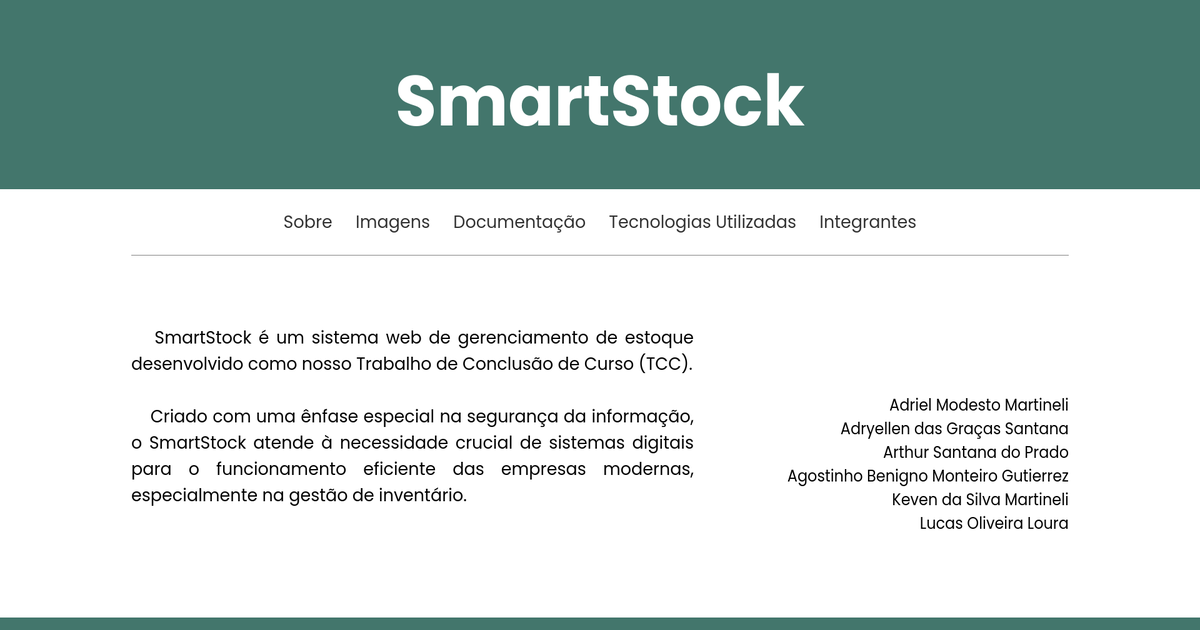 SmartStock
Sobre Imagens Documentação Tecnologias Utilizadas Integrantes
SmartStock é um sistema web de gerenciamento de estoque
desenvolvido como nosso Trabalho de Conclusão de Curso (TCC).
Criado com uma ênfase especial na segurança da informação,
o SmartStock atende à necessidade crucial de sistemas digitais
para o funcionamento eficiente das empresas modernas,
especialmente na gestão de inventário.
Adriel Modesto Martineli
Adryellen das Graças Santana
Arthur Santana do Prado
Agostinho Benigno Monteiro Gutierrez
Keven da Silva Martineli
Lucas Oliveira Loura